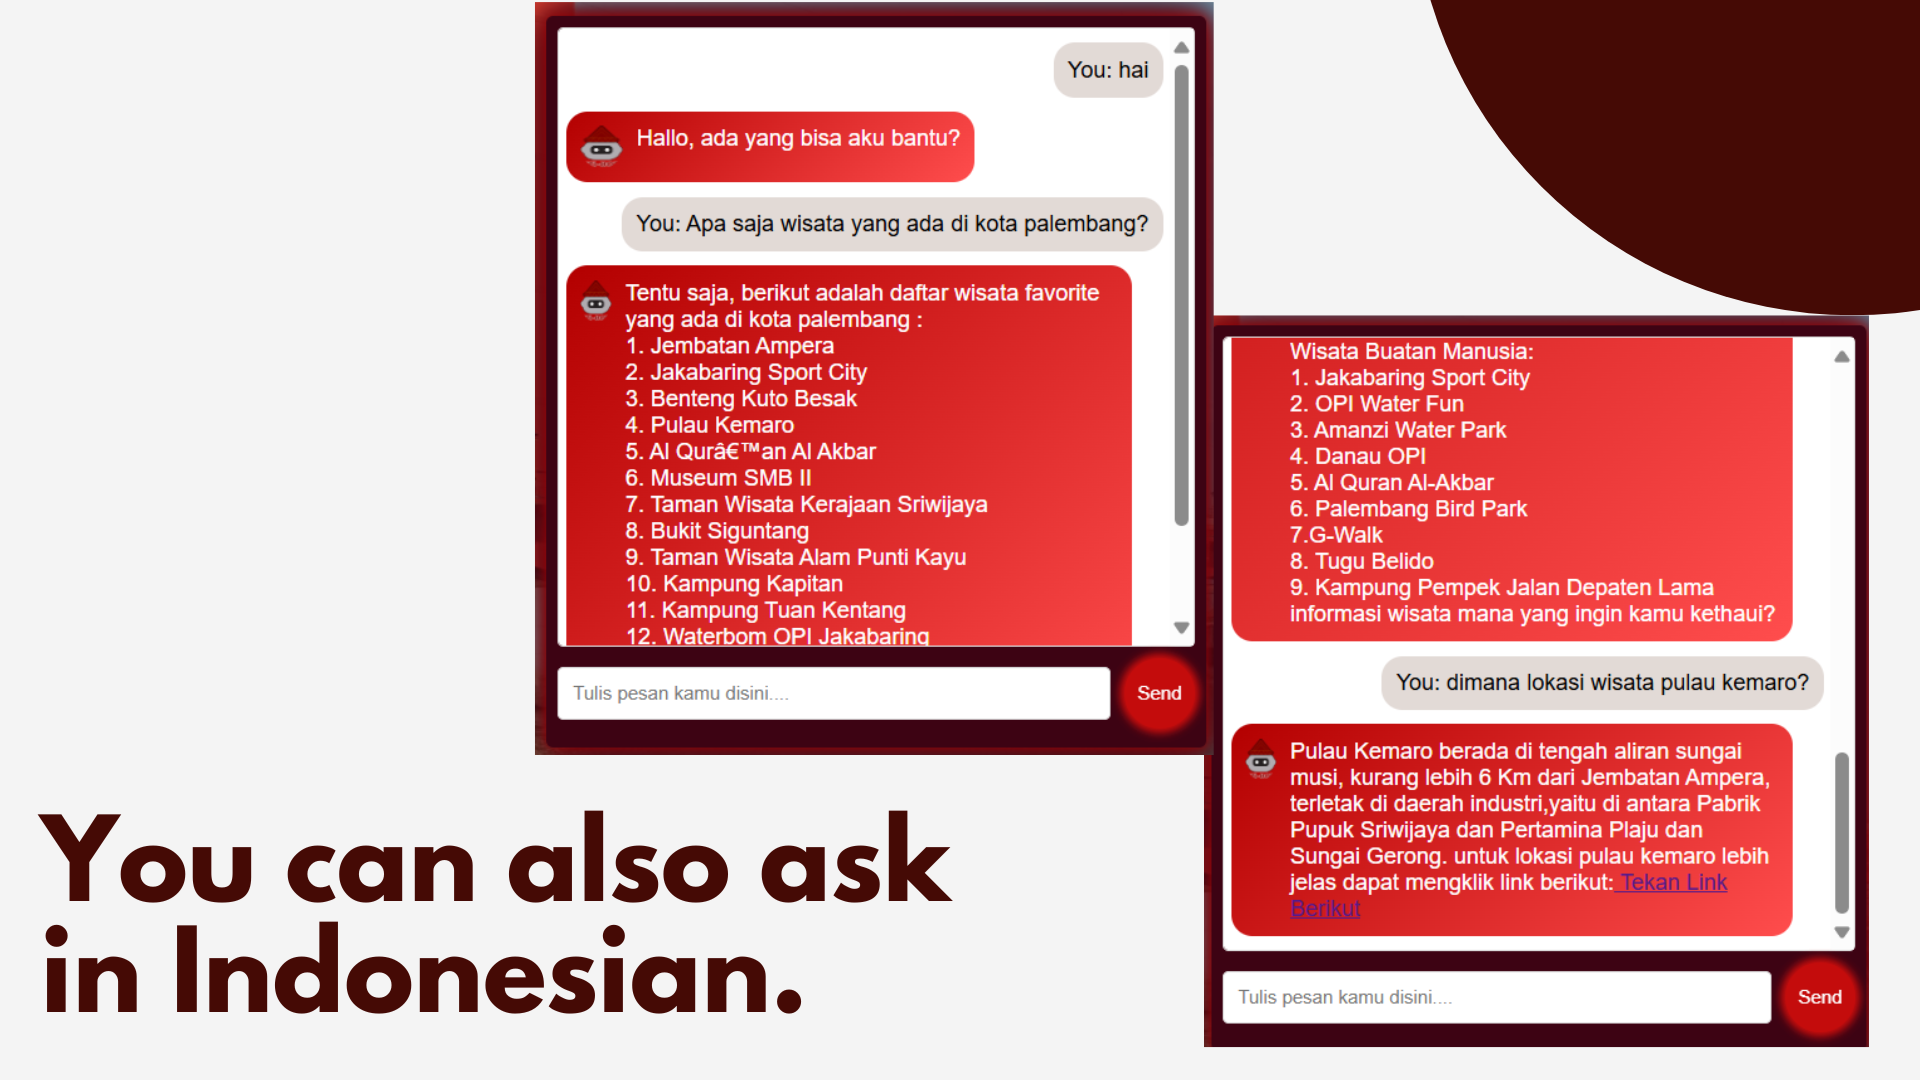 You: hai
Hallo, ada yang bisa aku bantu?
You: Apa saja wisata yang ada di kota palembang?
Tentu saja, berikut adalah daftar wisata favorite
yang ada di kota palembang :
1. Jembatan Ampera
2. Jakabaring Sport City
3. Benteng Kuto Besak
4. Pulau Kemaro
5. Al Qurâ€™an Al Akbar
6. Museum SMB II
7. Taman Wisata Kerajaan Sriwijaya
8. Bukit Siguntang
9. Taman Wisata Alam Punti Kayu
10. Kampung Kapitan
11. Kampung Tuan Kentang
12. Waterbom OPI Jakabaring
Tulis pesan kamu disini....
Send
Wisata Buatan Manusia:
1. Jakabaring Sport City
2. OPI Water Fun
3. Amanzi Water Park
4. Danau OPI
5. Al Quran Al-Akbar
6. Palembang Bird Park
7.G-Walk
8. Tugu Belido
9. Kampung Pempek Jalan Depaten Lama
informasi wisata mana yang ingin kamu kethaui?
You: dimana lokasi wisata pulau kemaro?
Pulau Kemaro berada di tengah aliran sungai
musi, kurang lebih 6 Km dari Jembatan Ampera,
terletak di daerah industri,yaitu di antara Pabrik
Pupuk Sriwijaya dan Pertamina Plaju dan
Sungai Gerong. untuk lokasi pulau kemaro lebih
jelas dapat mengklik link berikut: Tekan Link
Berikut
Tulis pesan kamu disini....
Send
You can also ask
in Indonesian.